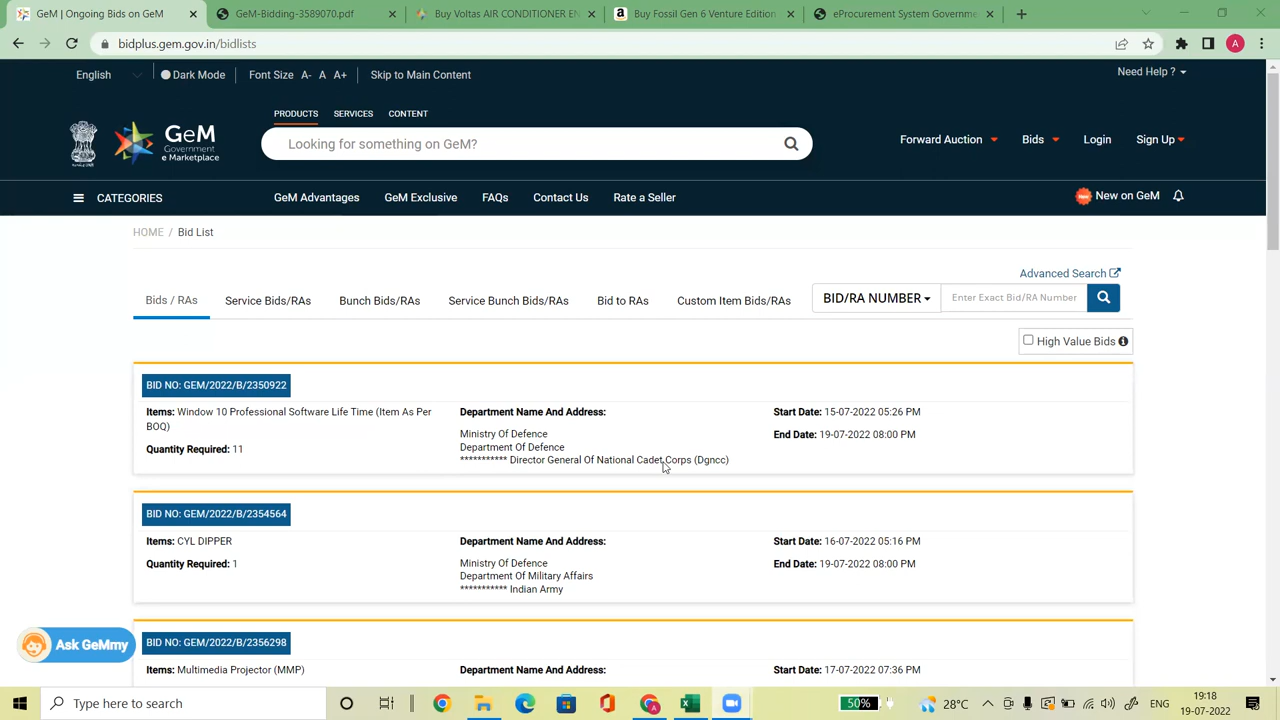 GeM | Ongoing Bids on GeM
GeM-Bidding-3589070.pdf
Buy Voltas AIR CONDITIONER EN
Buy Fossil Gen 6 Venture Edition
eProcurement System Governme
bidplus.gem.gov.in/bidlists
A
English
Dark Mode
Font Size A- A A+
Skip to Main Content
Need Help ?
PRODUCTS SERVICES CONTENT
GeM
Government
e Marketplace
Looking for something on GeM?
Forward Auction
Bids
Login
Sign Up
CATEGORIES
GeM Advantages
GeM Exclusive
FAQs
Contact Us
Rate a Seller
New on GeM
HOME / Bid List
Advanced Search
Bids / RAs
Service Bids/RAs
Bunch Bids/RAs
Service Bunch Bids/RAs
Bid to RAs
Custom Item Bids/RAs
BID/RA NUMBER
Enter Exact Bid/RA Number
High Value Bids
BID NO: GEM/2022/B/2350922
Items: Window 10 Professional Software Life Time (Item As Per
BOQ)
Quantity Required: 11
Department Name And Address:
Ministry Of Defence
Department Of Defence
*********** Director General Of National Cadet Corps (Dgncc)
Start Date: 15-07-2022 05:26 PM
End Date: 19-07-2022 08:00 PM
BID NO: GEM/2022/B/2354564
Items: CYL DIPPER
Quantity Required: 1
Department Name And Address:
Ministry Of Defence
Department Of Military Affairs
*********** Indian Army
Start Date: 16-07-2022 05:16 PM
End Date: 19-07-2022 08:00 PM
BID NO: GEM/2022/B/2356298
Items: Multimedia Projector (MMP)
Department Name And Address:
Start Date: 17-07-2022 07:36 PM
Ask GeMmy
Type here to search
50%
28°C
ENG
19:18
19-07-2022